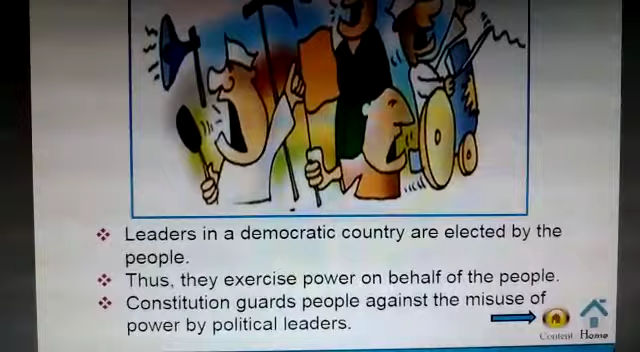 Leaders in a democratic country are elected by the
people.
Thus, they exercise power on behalf of the people.
Constitution guards people against the misuse of
power by political leaders.
Content Home